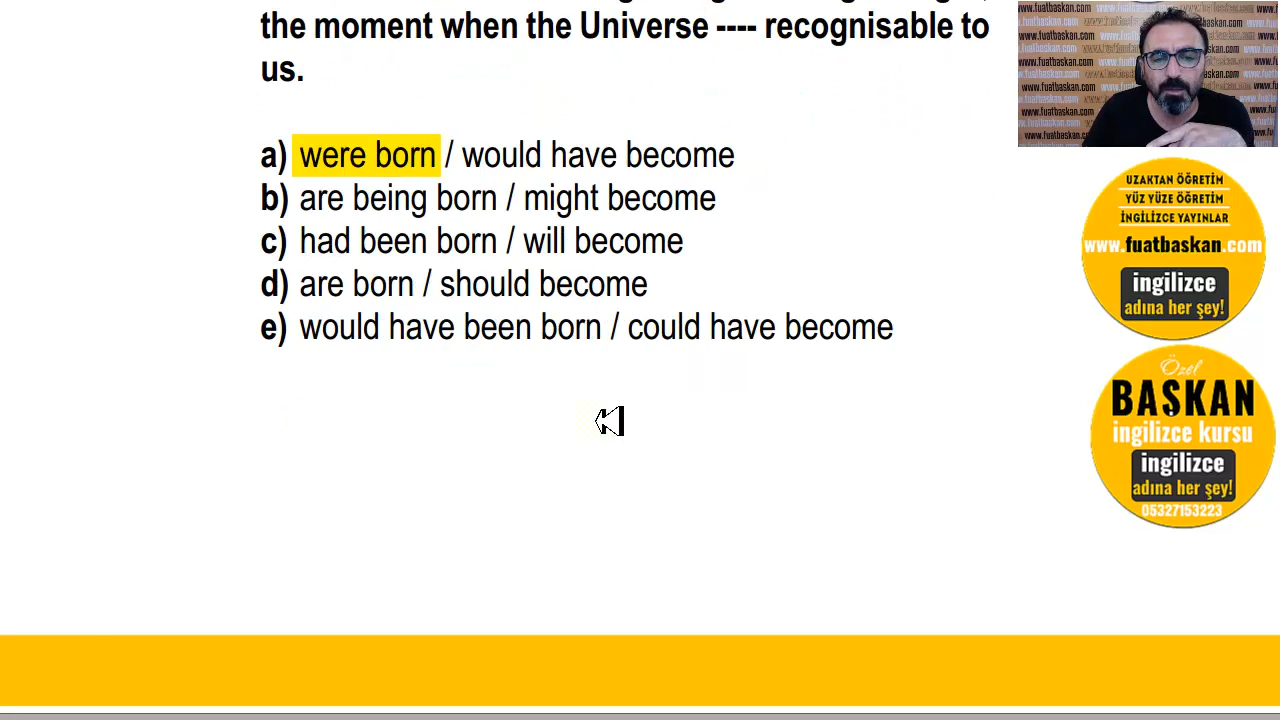 the moment when the Universe ---- recognisable to
us.
a) were born / would have become
b) are being born / might become
c) had been born / will become
d) are born / should become
e) would have been born / could have become
www.fuatbaskan.com
UZAKTAN ÖĞRETİM
YÜZ YÜZE ÖĞRETİM
İNGİLİZCE YAYINLAR
www.fuatbaskan.com
ingilizce
adına her şey!
Özel
BAŞKAN
ingilizce kursu
ingilizce
adına her şey!
05327153223